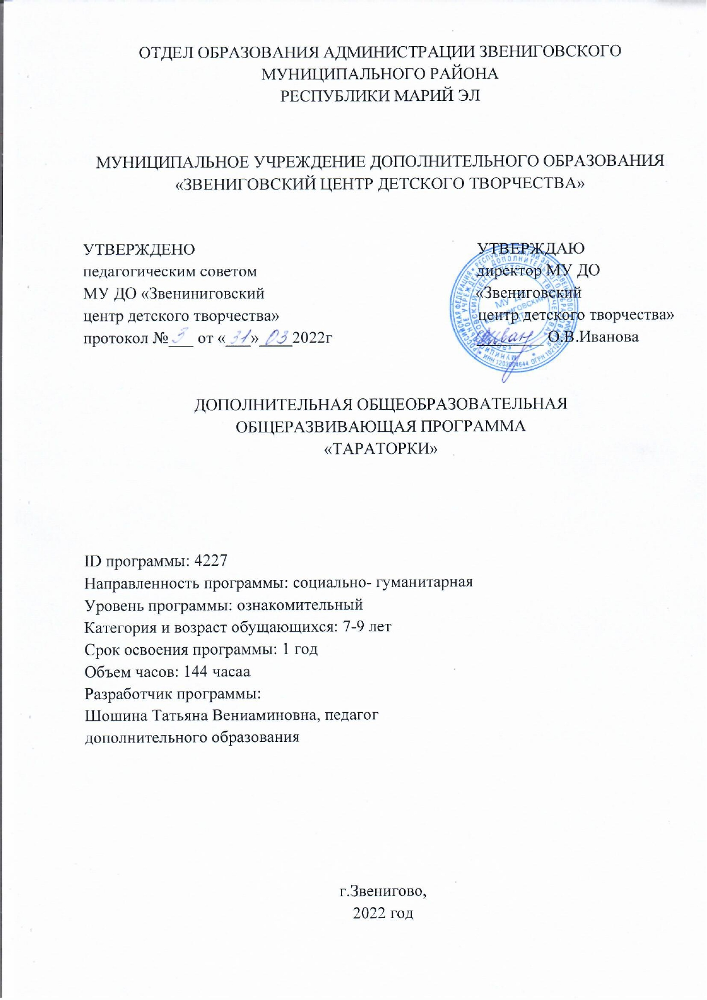 ОТДЕЛ ОБРАЗОВАНИЯ АДМИНИСТРАЦИИ ЗВЕНИГОВСКОГО
МУНИЦИПАЛЬНОГО РАЙОНА
РЕСПУБЛИКИ МАРИЙ ЭЛ
МУНИЦИПАЛЬНОЕ УЧРЕЖДЕНИЕ ДОПОЛНИТЕЛЬНОГО ОБРАЗОВАНИЯ
«ЗВЕНИГОВСКИЙ ЦЕНТР ДЕТСКОГО ТВОРЧЕСТВА»
УТВЕРЖДЕНО
педагогическим советом
МУ ДО «Звениниговский
центр детского творчества»
протокол № от «31» 03 2022г
УТВЕРЖДАЮ
директор МУ ДО
«Звениговский
центр детского творчества»
О.В.Иванова
ДОПОЛНИТЕЛЬНАЯ ОБЩЕОБРАЗОВАТЕЛЬНАЯ
ОБЩЕРАЗВИВАЮЩАЯ ПРОГРАММА
«ТАРАТОРКИ»
ID программы: 4227
Направленность программы: социально- гуманитарная
Уровень программы: ознакомительный
Категория и возраст обущающихся: 7-9 лет
Срок освоения программы: 1 год
Объем часов: 144 часаа
Разработчик программы:
Шошина Татьяна Вениаминовна, педагог
дополнительного образования
г.Звенигово,
2022 год